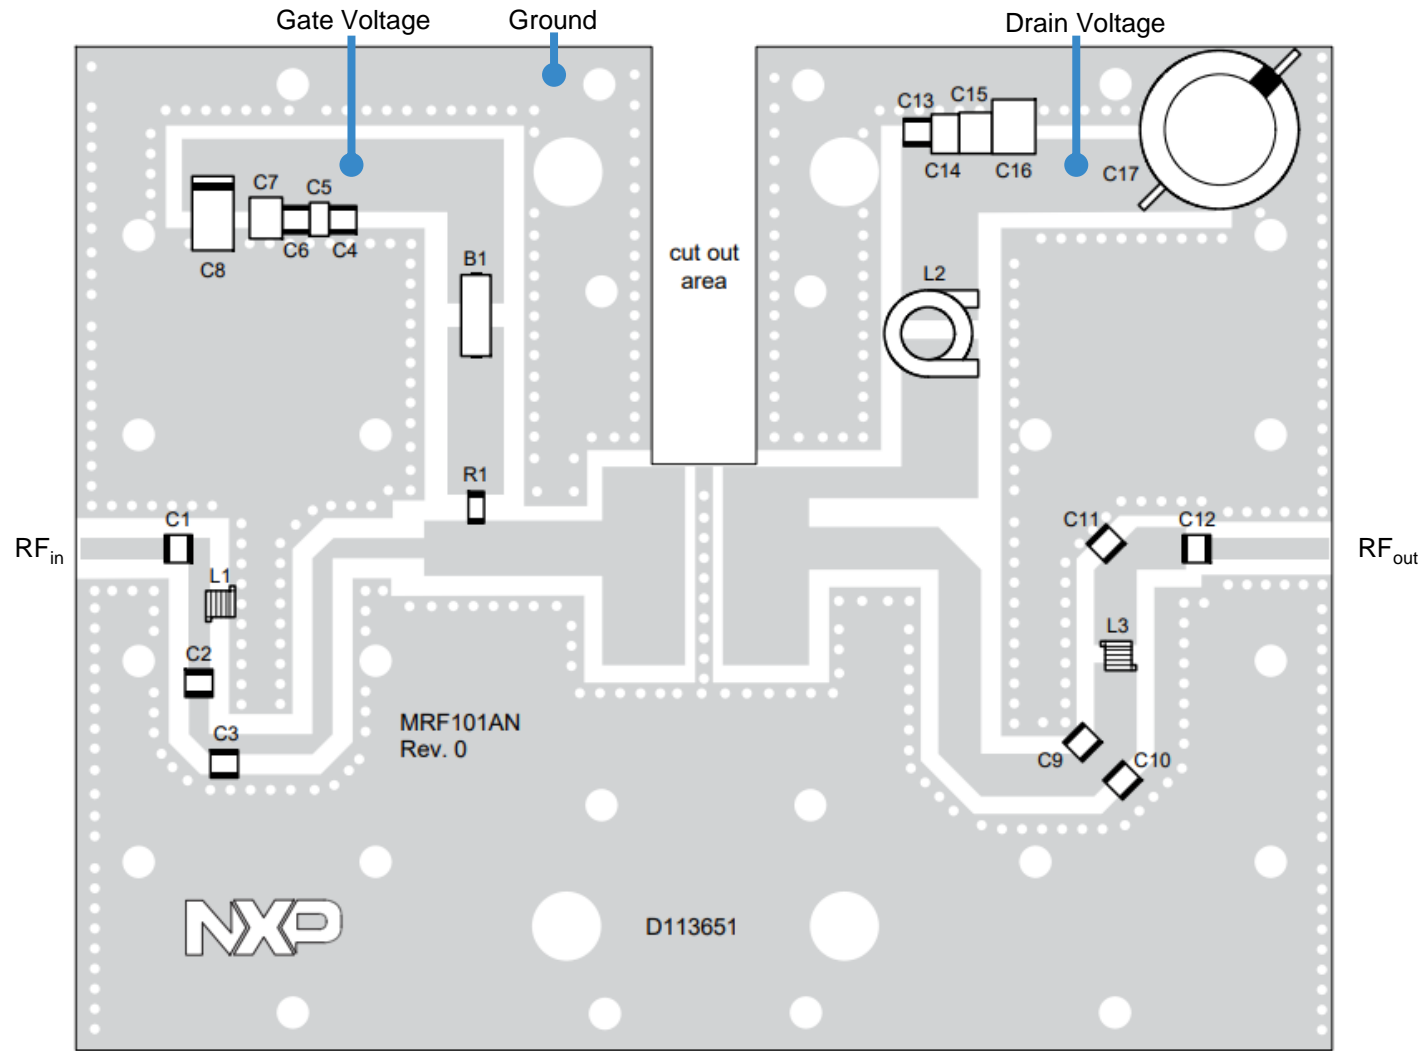 Gate Voltage
Ground
Drain Voltage
C13
C15
C14
C16
C17
C7
C5
C6
C4
C8
B1
cut out
area
L2
R1
C1
C11
C12
RFin
RFout
L1
L3
C2
C3
MRF101AN
Rev. 0
C9
C10
NXP
D113651